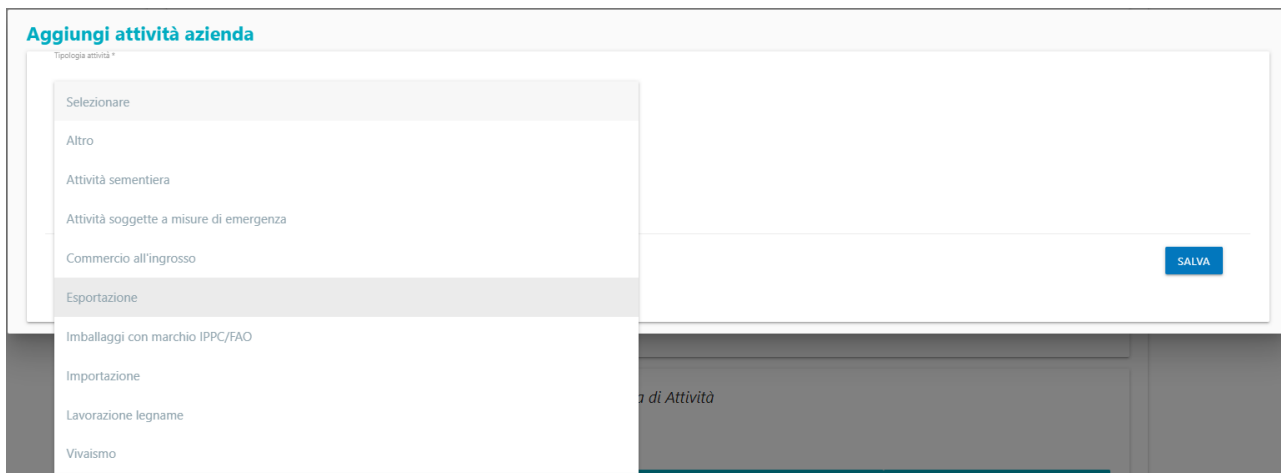 Aggiungi attività azienda
Tipologia attività *
Selezionare
Altro
Attività sementiera
Attività soggette a misure di emergenza
Commercio all'ingrosso
SALVA
Esportazione
Imballaggi con marchio IPPC/FAO
Importazione
di Attività
Lavorazione legname
Vivaismo